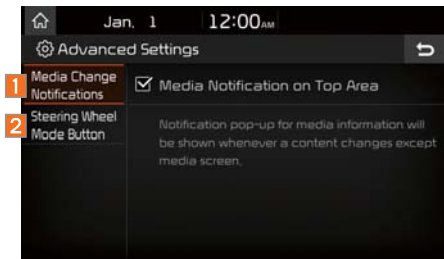 Jan. 1 12:00AM
Advanced Settings
1 Media Change
Notifications
Media Notification on Top Area
2 Steering Wheel
Mode Button
Notification pop-up for media information will
be shown whenever a content changes except
media screen.